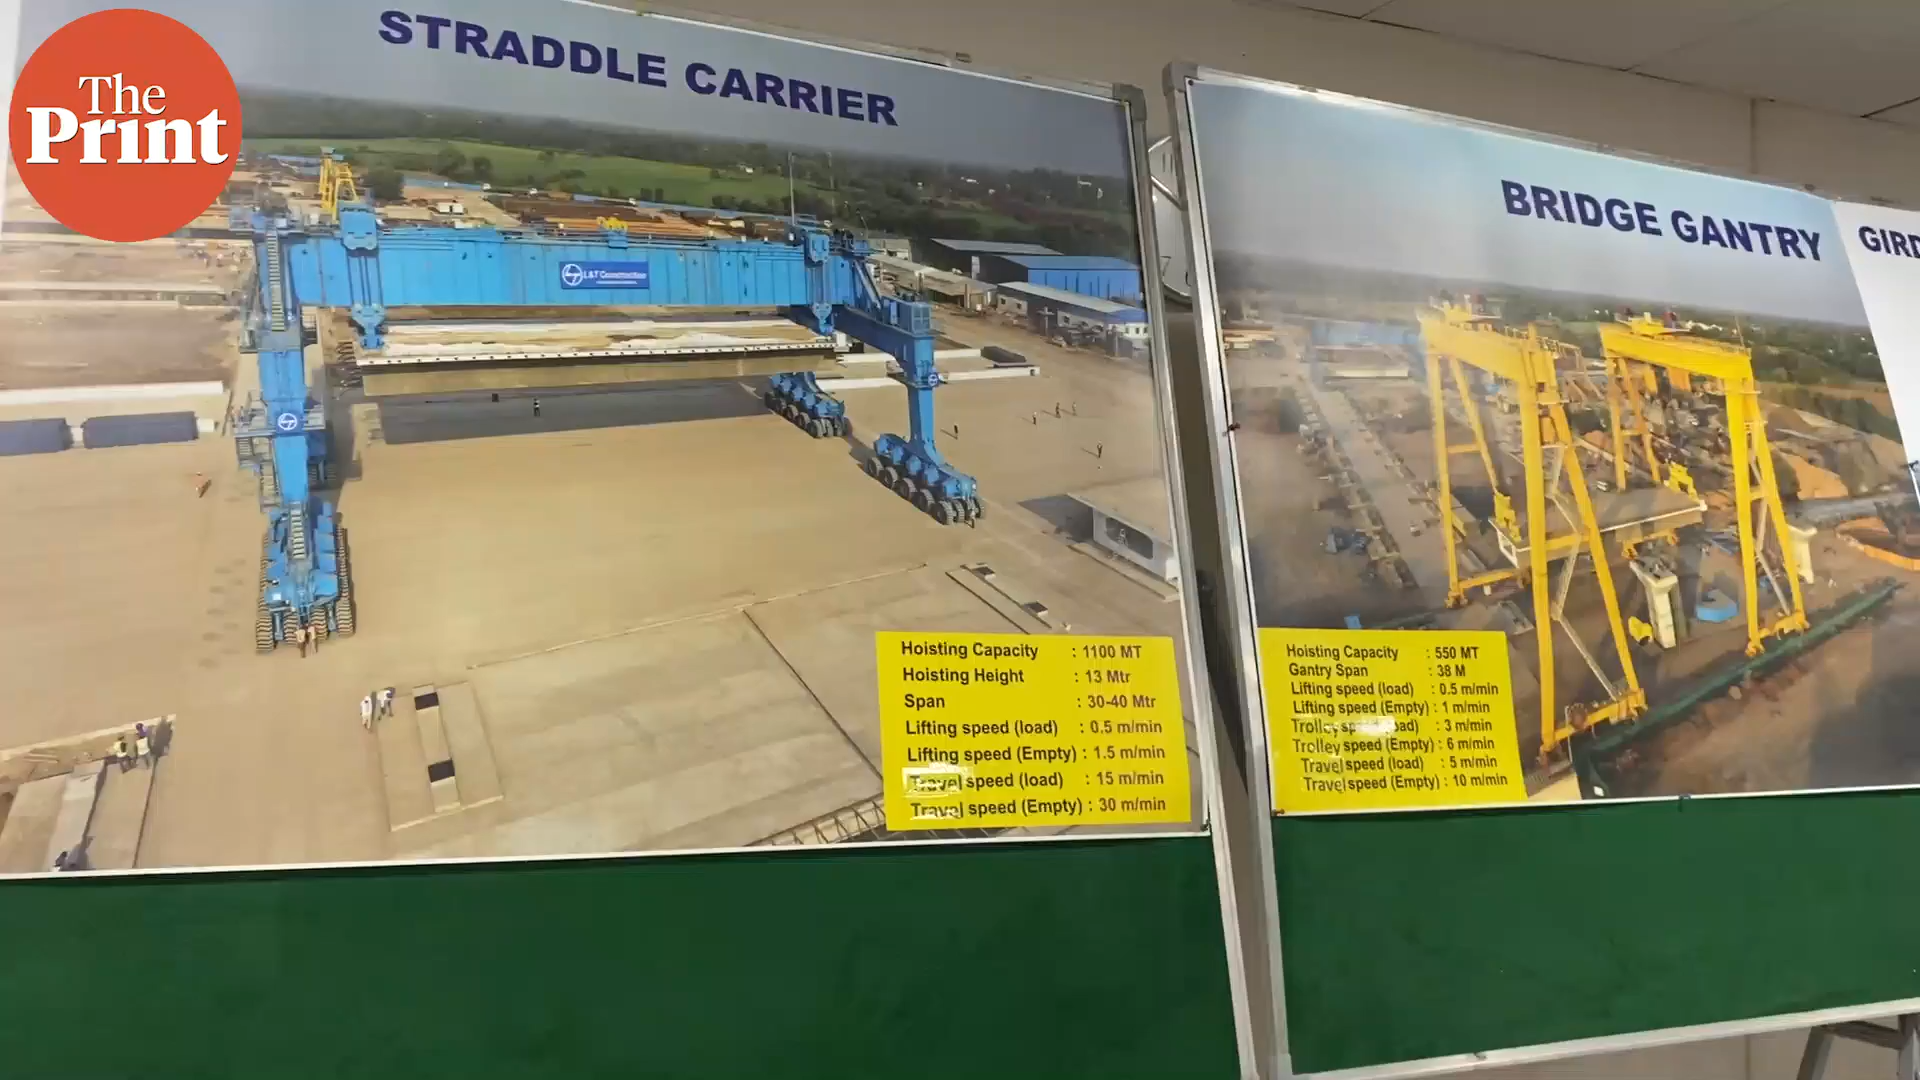 The
Print
STRADDLE CARRIER
L&T Construction
Hoisting Capacity : 1100 MT
Hoisting Height : 13 Mtr
Span : 30-40 Mtr
Lifting speed (load) : 0.5 m/min
Lifting speed (Empty) : 1.5 m/min
Travel speed (load) : 15 m/min
Travel speed (Empty) : 30 m/min
BRIDGE GANTRY
Hoisting Capacity : 550 MT
Gantry Span : 38 M
Lifting speed (load) : 0.5 m/min
Lifting speed (Empty) : 1 m/min
Trolley speed (load) : 3 m/min
Trolley speed (Empty) : 6 m/min
Travel speed (load) : 5 m/min
Travel speed (Empty) : 10 m/min
GIRD